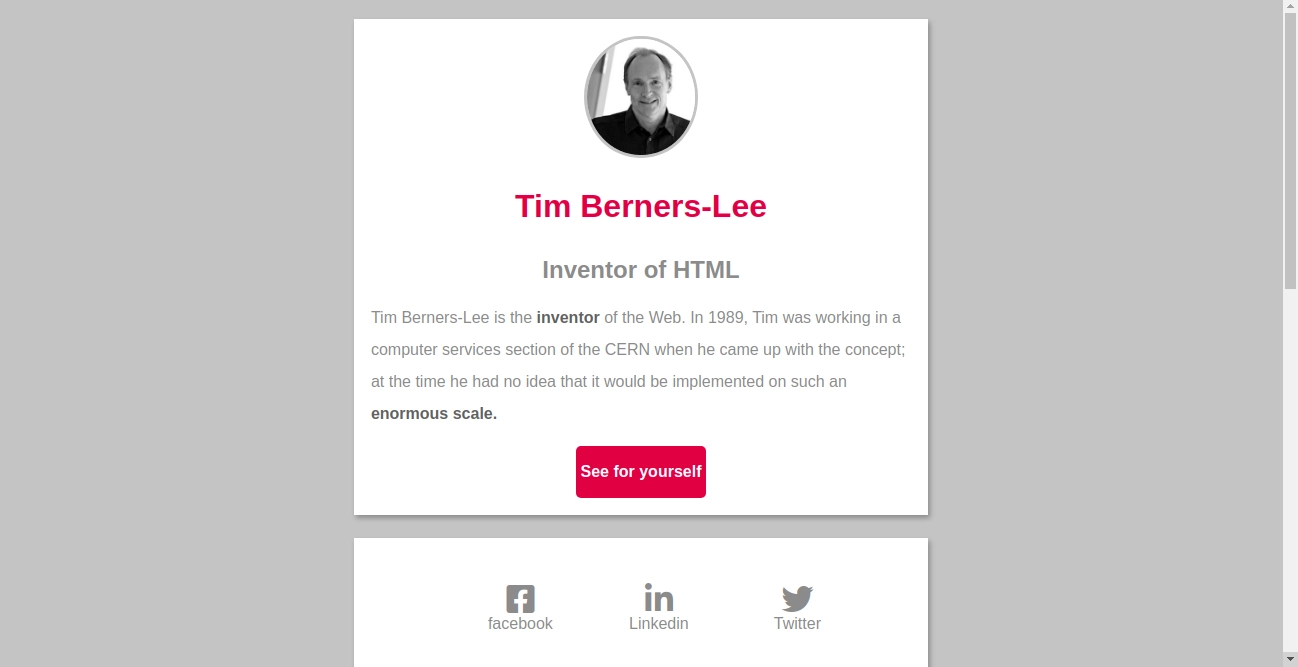 Tim Berners-Lee
Inventor of HTML
Tim Berners-Lee is the inventor of the Web. In 1989, Tim was working in a
computer services section of the CERN when he came up with the concept;
at the time he had no idea that it would be implemented on such an
enormous scale.
See for yourself
facebook Linkedin Twitter